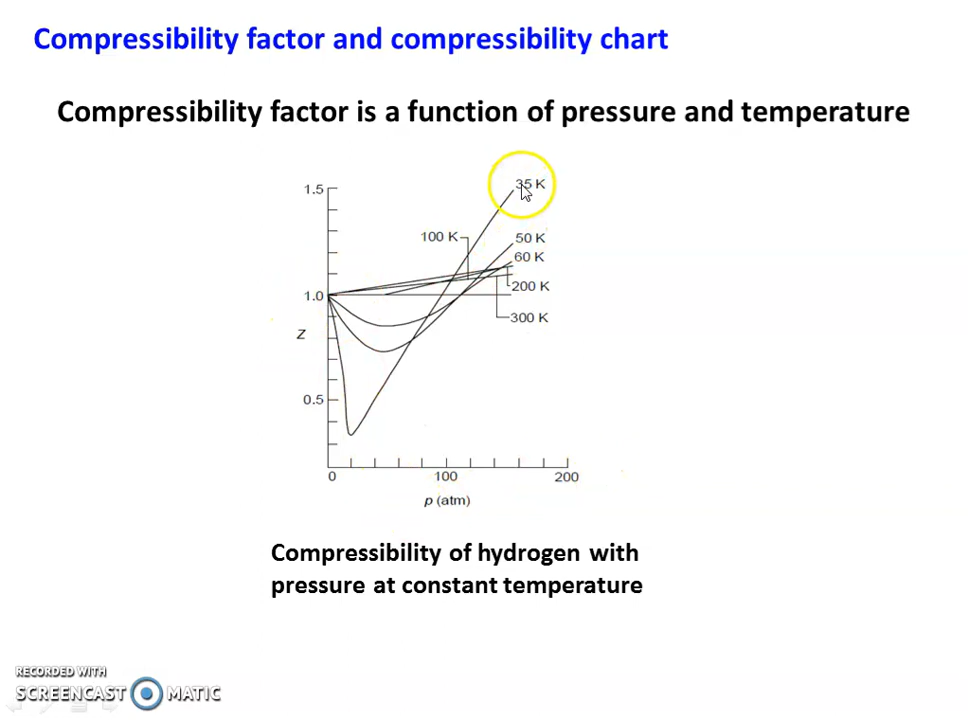 Compressibility factor and compressibility chart
Compressibility factor is a function of pressure and temperature
1.5
35 K
100 K
50 K
60 K
200 K
1.0
300 K
Z
0.5
0 100 200
p (atm)
Compressibility of hydrogen with
pressure at constant temperature
RECORDED WITH
SCREENCAST MATIC